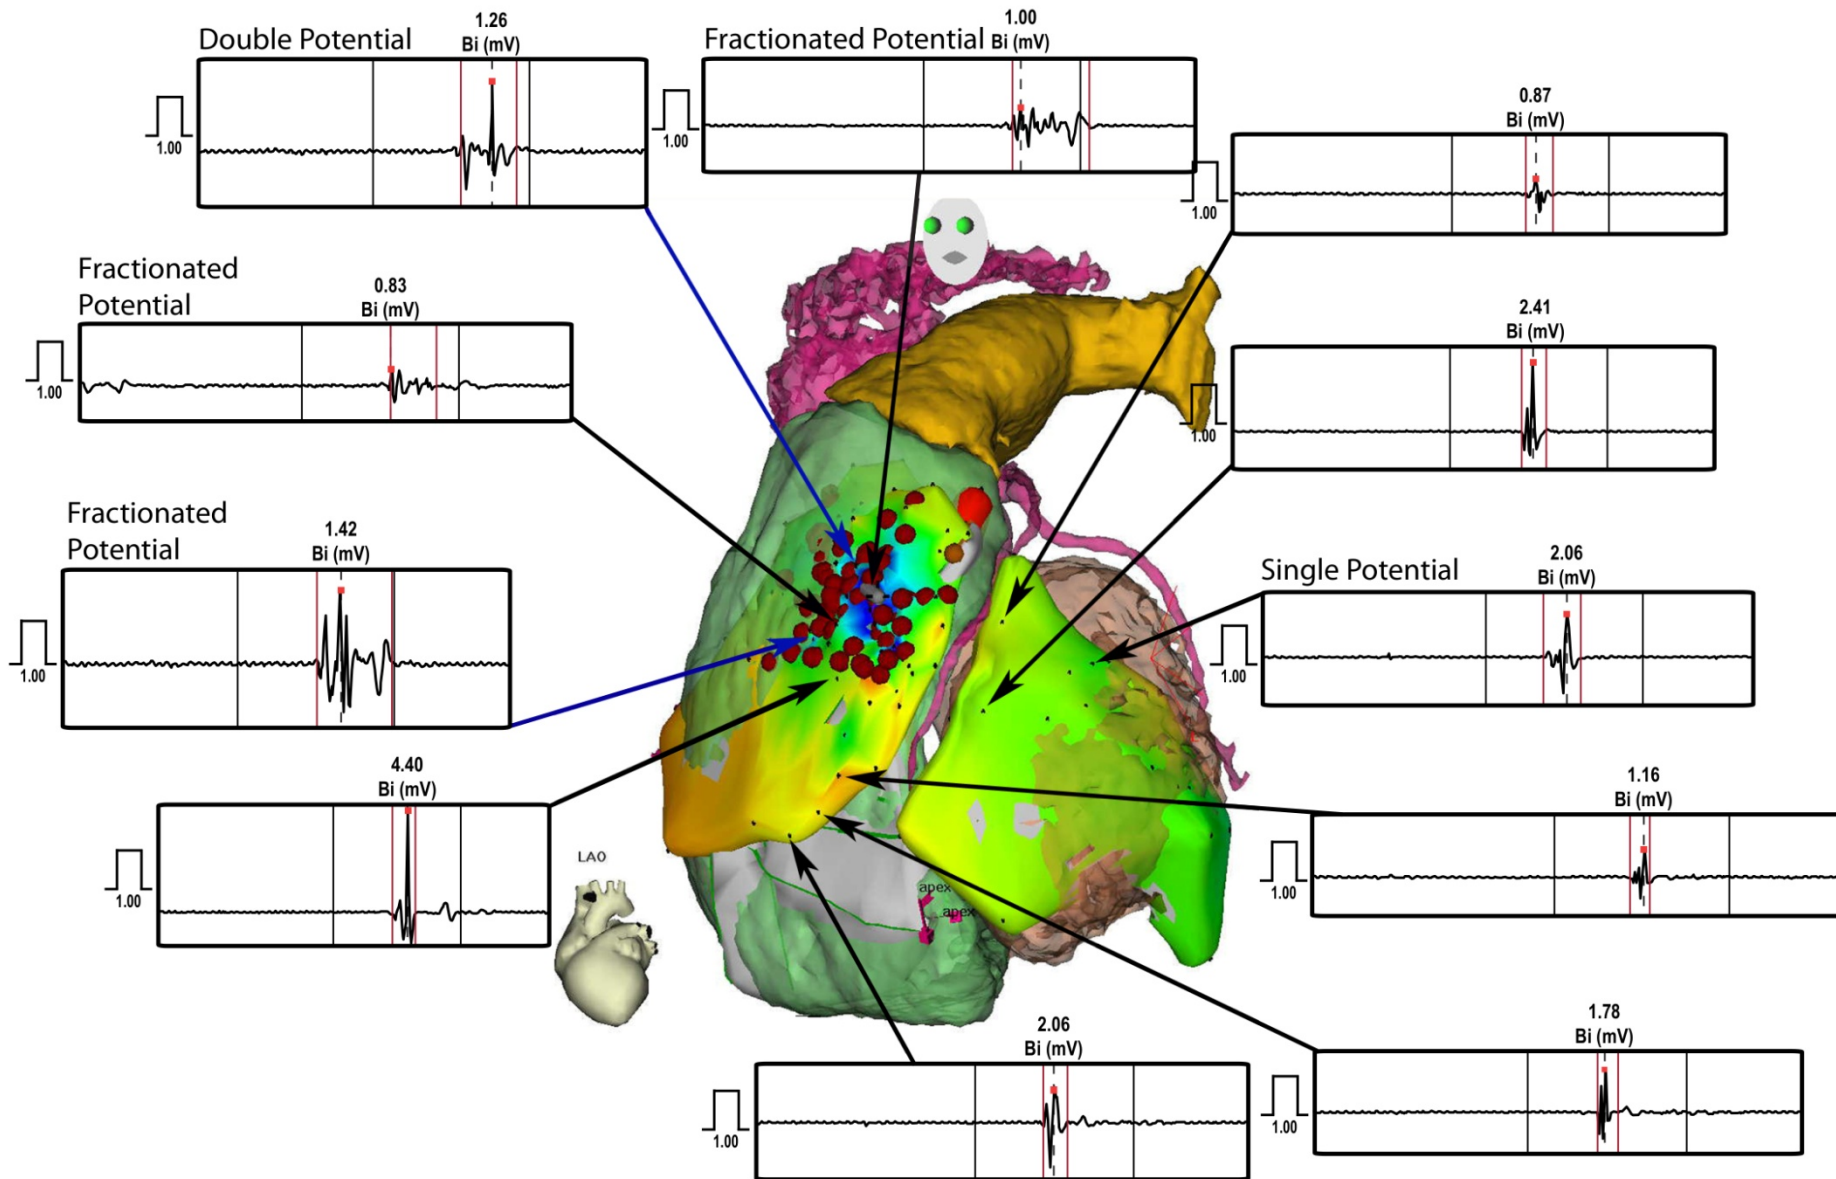 Double Potential
1.26
Bi (mV)
1.00
Fractionated Potential
1.00
Bi (mV)
1.00
0.87
Bi (mV)
1.00
Fractionated
Potential
0.83
Bi (mV)
1.00
2.41
Bi (mV)
1.00
Fractionated
Potential
1.42
Bi (mV)
1.00
Single Potential
2.06
Bi (mV)
1.00
4.40
Bi (mV)
1.00
1.16
Bi (mV)
1.00
LAO
apex
apex
2.06
Bi (mV)
1.00
1.78
Bi (mV)
1.00